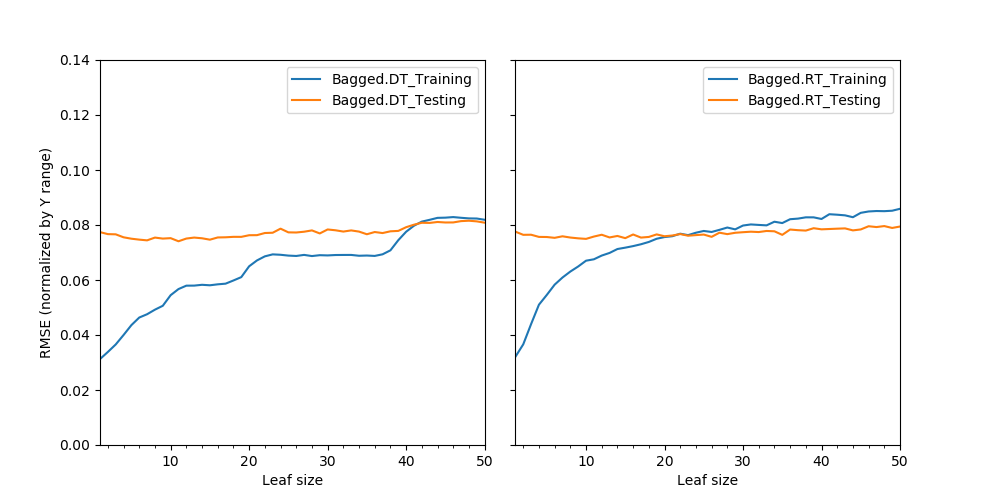 RMSE (normalized by Y range)
0.14
0.12
0.10
0.08
0.06
0.04
0.02
0.00
Bagged.DT_Training
Bagged.DT_Testing
10 20 30 40 50
Leaf size
Bagged.RT_Training
Bagged.RT_Testing
10 20 30 40 50
Leaf size